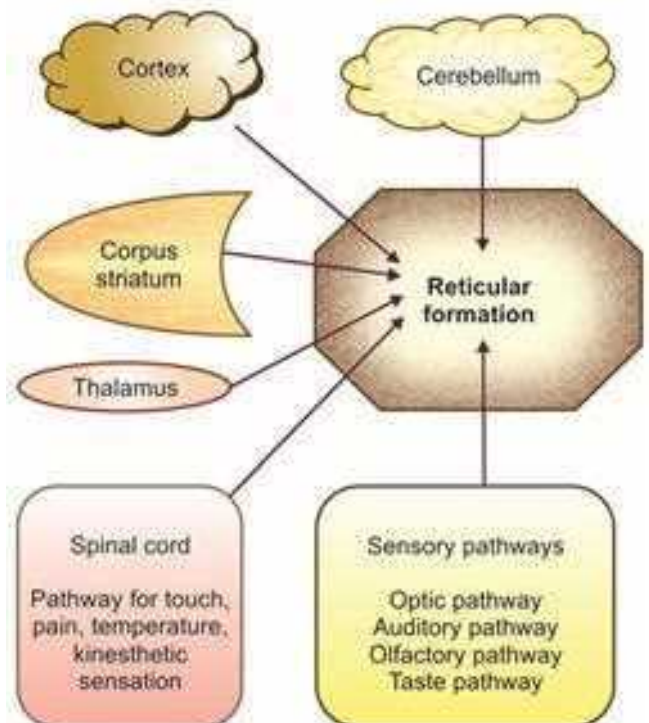 Cortex
Cerebellum
Corpus
striatum
Reticular
formation
Thalamus
Spinal cord
Pathway for touch,
pain, temperature,
kinesthetic
sensation
Sensory pathways
Optic pathway
Auditory pathway
Olfactory pathway
Taste pathway